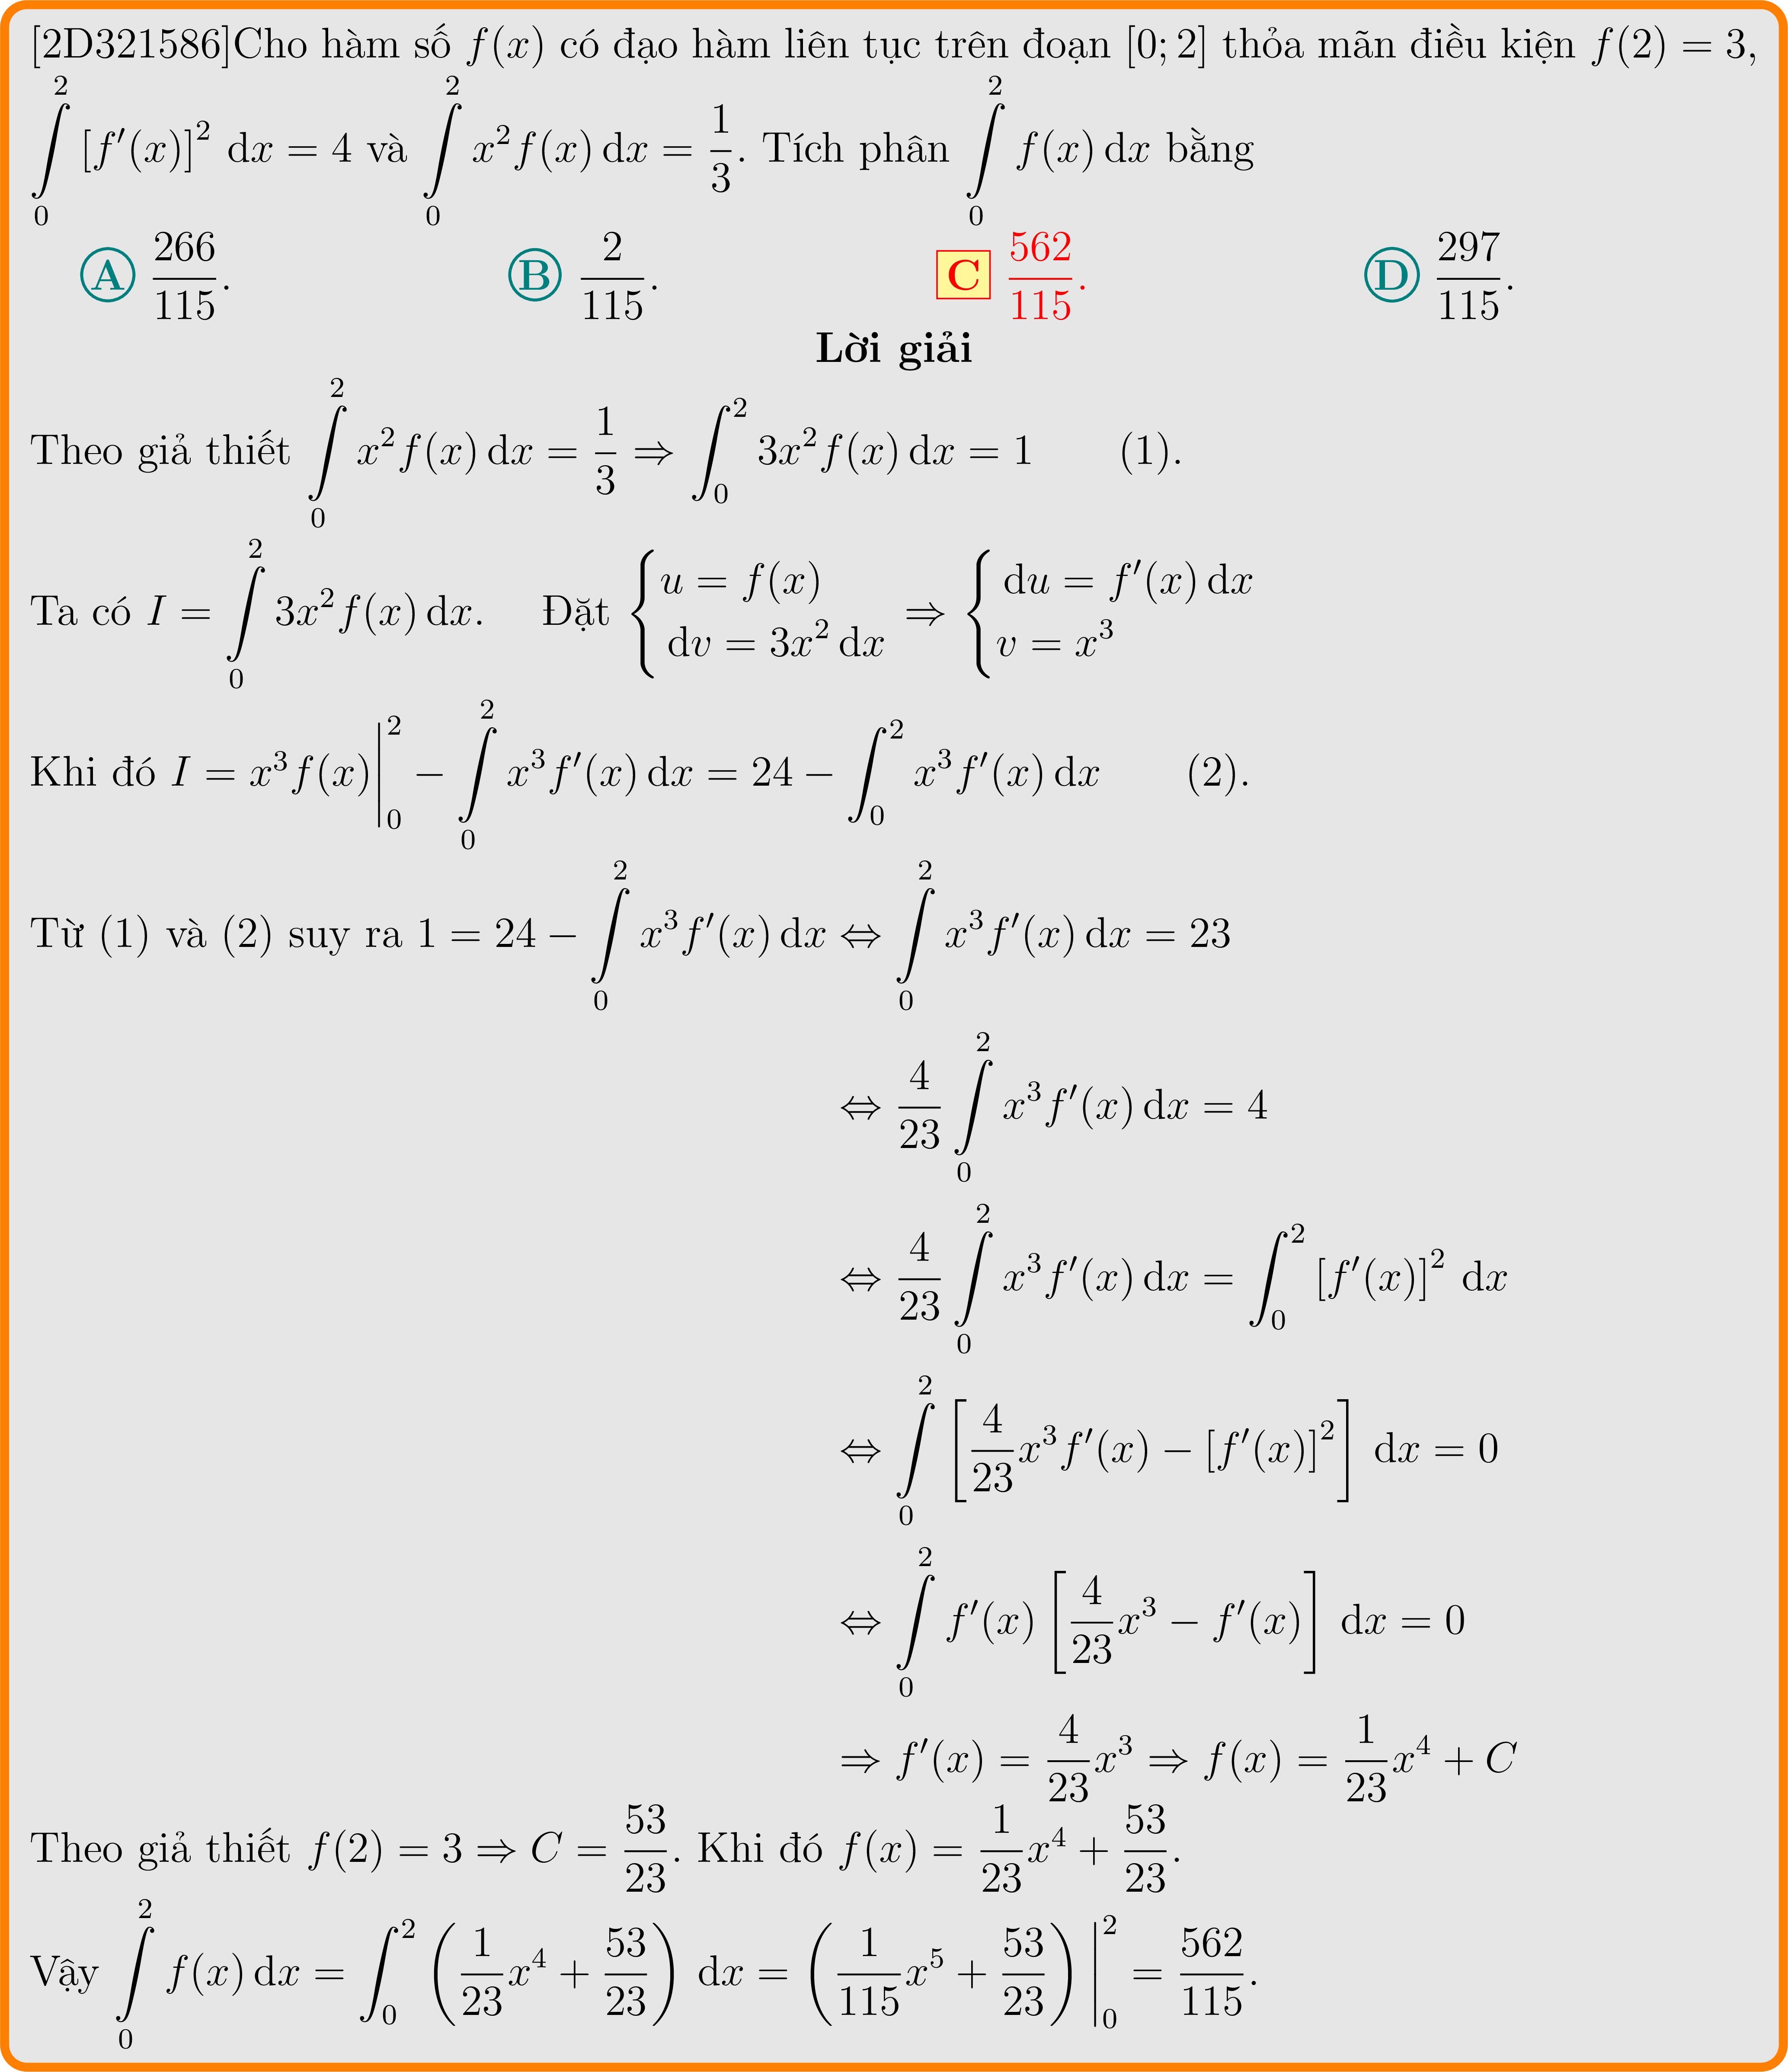 [2D321586]Cho hàm số $f(x)$ có đạo hàm liên tục trên đoạn $[0; 2]$ thỏa mãn điều kiện $f(2) = 3$,
$\int\limits_0^2 [f'(x)]^2 \mathrm{d}x = 4$ và $\int\limits_0^2 x^2 f(x) \mathrm{d}x = \frac{1}{3}$. Tích phân $\int\limits_0^2 f(x) \mathrm{d}x$ bằng
A $\frac{266}{115}$. B $\frac{2}{115}$. C $\frac{562}{115}$. D $\frac{297}{115}$.
Lời giải
Theo giả thiết $\int\limits_0^2 x^2 f(x) \mathrm{d}x = \frac{1}{3} \Rightarrow \int_0^2 3x^2 f(x) \mathrm{d}x = 1$ (1).
Ta có $I = \int\limits_0^2 3x^2 f(x) \mathrm{d}x$. Đặt $\begin{cases} u = f(x) \\ \mathrm{d}v = 3x^2 \mathrm{d}x \end{cases} \Rightarrow \begin{cases} \mathrm{d}u = f'(x) \mathrm{d}x \\ v = x^3 \end{cases}$
Khi đó $I = x^3 f(x) \Big|_0^2 - \int\limits_0^2 x^3 f'(x) \mathrm{d}x = 24 - \int_0^2 x^3 f'(x) \mathrm{d}x$ (2).
Từ (1) và (2) suy ra $1 = 24 - \int\limits_0^2 x^3 f'(x) \mathrm{d}x \Leftrightarrow \int\limits_0^2 x^3 f'(x) \mathrm{d}x = 23$
$\Leftrightarrow \frac{4}{23} \int\limits_0^2 x^3 f'(x) \mathrm{d}x = 4$
$\Leftrightarrow \frac{4}{23} \int\limits_0^2 x^3 f'(x) \mathrm{d}x = \int_0^2 [f'(x)]^2 \mathrm{d}x$
$\Leftrightarrow \int\limits_0^2 \left[ \frac{4}{23} x^3 f'(x) - [f'(x)]^2 \right] \mathrm{d}x = 0$
$\Leftrightarrow \int\limits_0^2 f'(x) \left[ \frac{4}{23} x^3 - f'(x) \right] \mathrm{d}x = 0$
$\Rightarrow f'(x) = \frac{4}{23} x^3 \Rightarrow f(x) = \frac{1}{23} x^4 + C$
Theo giả thiết $f(2) = 3 \Rightarrow C = \frac{53}{23}$. Khi đó $f(x) = \frac{1}{23} x^4 + \frac{53}{23}$.
Vậy $\int\limits_0^2 f(x) \mathrm{d}x = \int_0^2 \left( \frac{1}{23} x^4 + \frac{53}{23} \right) \mathrm{d}x = \left( \frac{1}{115} x^5 + \frac{53}{23} \right) \Big|_0^2 = \frac{562}{115}$.